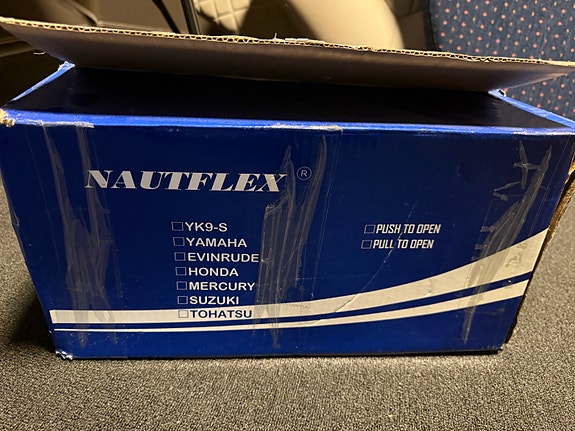 NAUTFLEX ®
☐YK9-S
☐YAMAHA
☐EVINRUDE
☐HONDA
☐MERCURY
☐SUZUKI
☐TOHATSU
☐PUSH TO OPEN
☐PULL TO OPEN